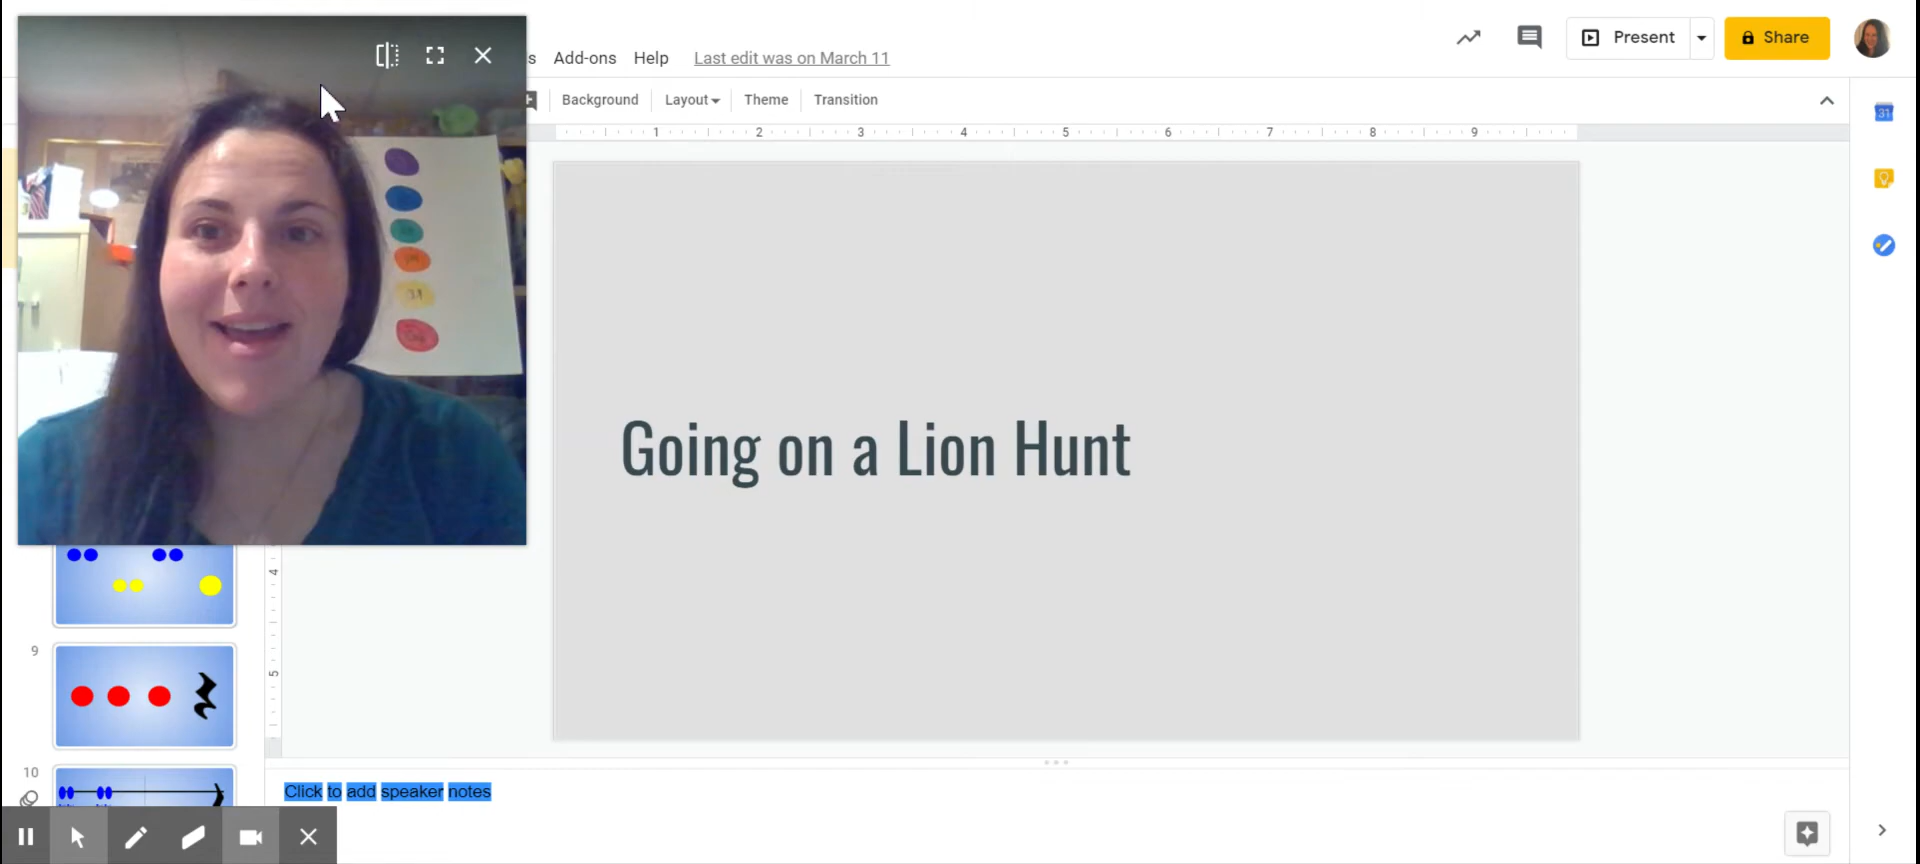 s Add-ons Help Last edit was on March 11
Present
Share
Background Layout Theme Transition
1 2 3 4 5 6 7 8 9
31
Going on a Lion Hunt
4
5
9
10
Click to add speaker notes